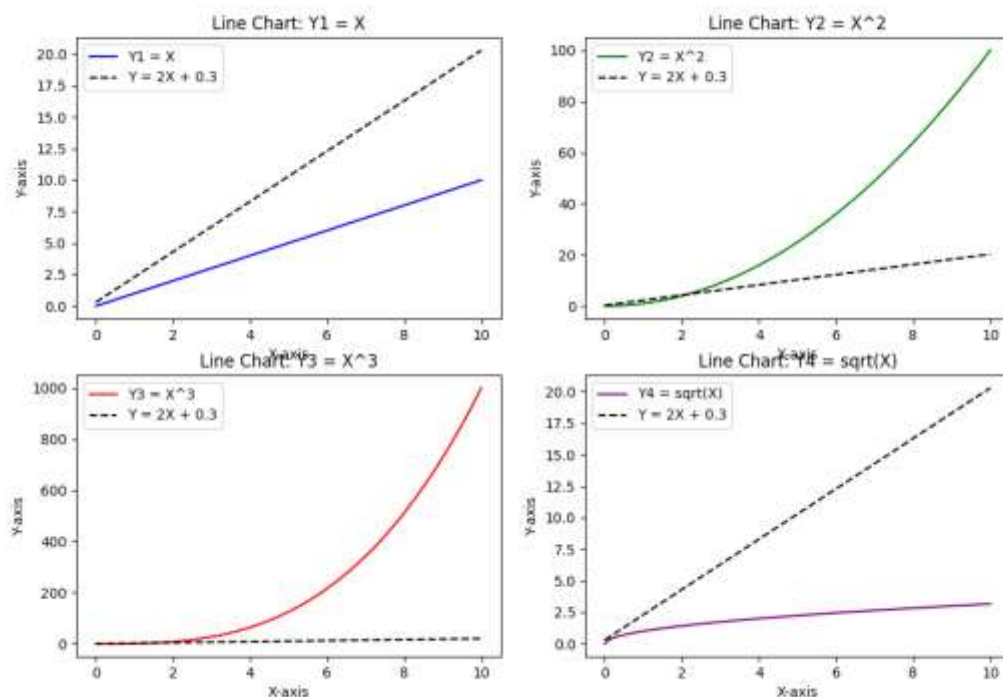 Line Chart: Y1 = X
Y1 = X
Y = 2X + 0.3
20.0
17.5
15.0
12.5
10.0
7.5
5.0
2.5
0.0
Y-axis
0 2 4 6 8 10
X-axis
Line Chart: Y2 = X^2
Y2 = X^2
Y = 2X + 0.3
100
80
60
40
20
0
Y-axis
0 2 4 6 8 10
X-axis
Line Chart: Y3 = X^3
Y3 = X^3
Y = 2X + 0.3
1000
800
600
400
200
0
Y-axis
0 2 4 6 8 10
X-axis
Line Chart: Y4 = sqrt(X)
Y4 = sqrt(X)
Y = 2X + 0.3
20.0
17.5
15.0
12.5
10.0
7.5
5.0
2.5
0.0
Y-axis
0 2 4 6 8 10
X-axis